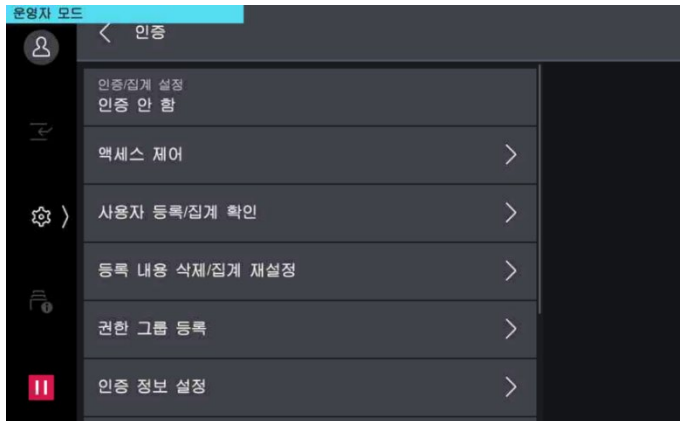 운영자 모드
인증
인증/집계 설정
인증 안 함
액세스 제어
사용자 등록/집계 확인
등록 내용 삭제/집계 재설정
권한 그룹 등록
인증 정보 설정